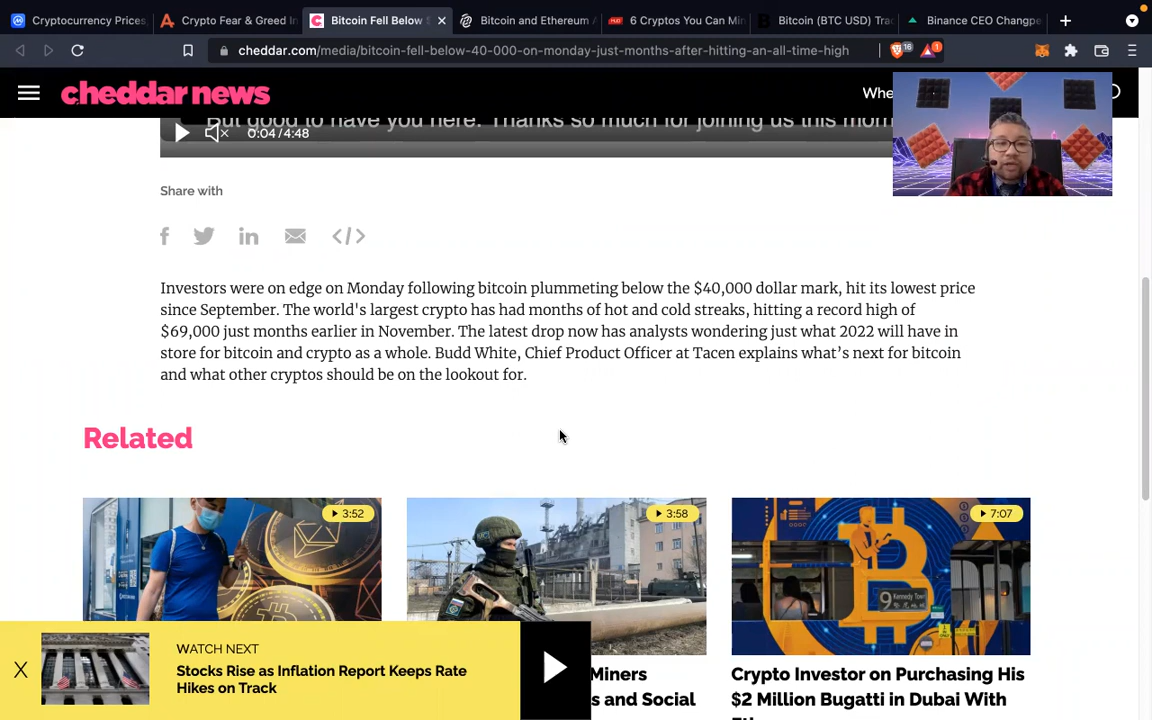 Cryptocurrency Prices,
Crypto Fear & Greed In
Bitcoin Fell Below $
Bitcoin and Ethereum
6 Cryptos You Can Min
Bitcoin (BTC USD) Trad
Binance CEO Changpe
cheddar.com/media/bitcoin-fell-below-40-000-on-monday-just-months-after-hitting-an-all-time-high
16
1
cheddar news
Whe
But good to have you here. Thanks so much for joining us this mor
0:04/4:48
Share with
Investors were on edge on Monday following bitcoin plummeting below the $40,000 dollar mark, hit its lowest price
since September. The world's largest crypto has had months of hot and cold streaks, hitting a record high of
$69,000 just months earlier in November. The latest drop now has analysts wondering just what 2022 will have in
store for bitcoin and crypto as a whole. Budd White, Chief Product Officer at Tacen explains what's next for bitcoin
and what other cryptos should be on the lookout for.
Related
3:52
3:58
7:07
9 Kennedy Town
WATCH NEXT
Stocks Rise as Inflation Report Keeps Rate
Hikes on Track
Miners
s and Social
Crypto Investor on Purchasing His
$2 Million Bugatti in Dubai With